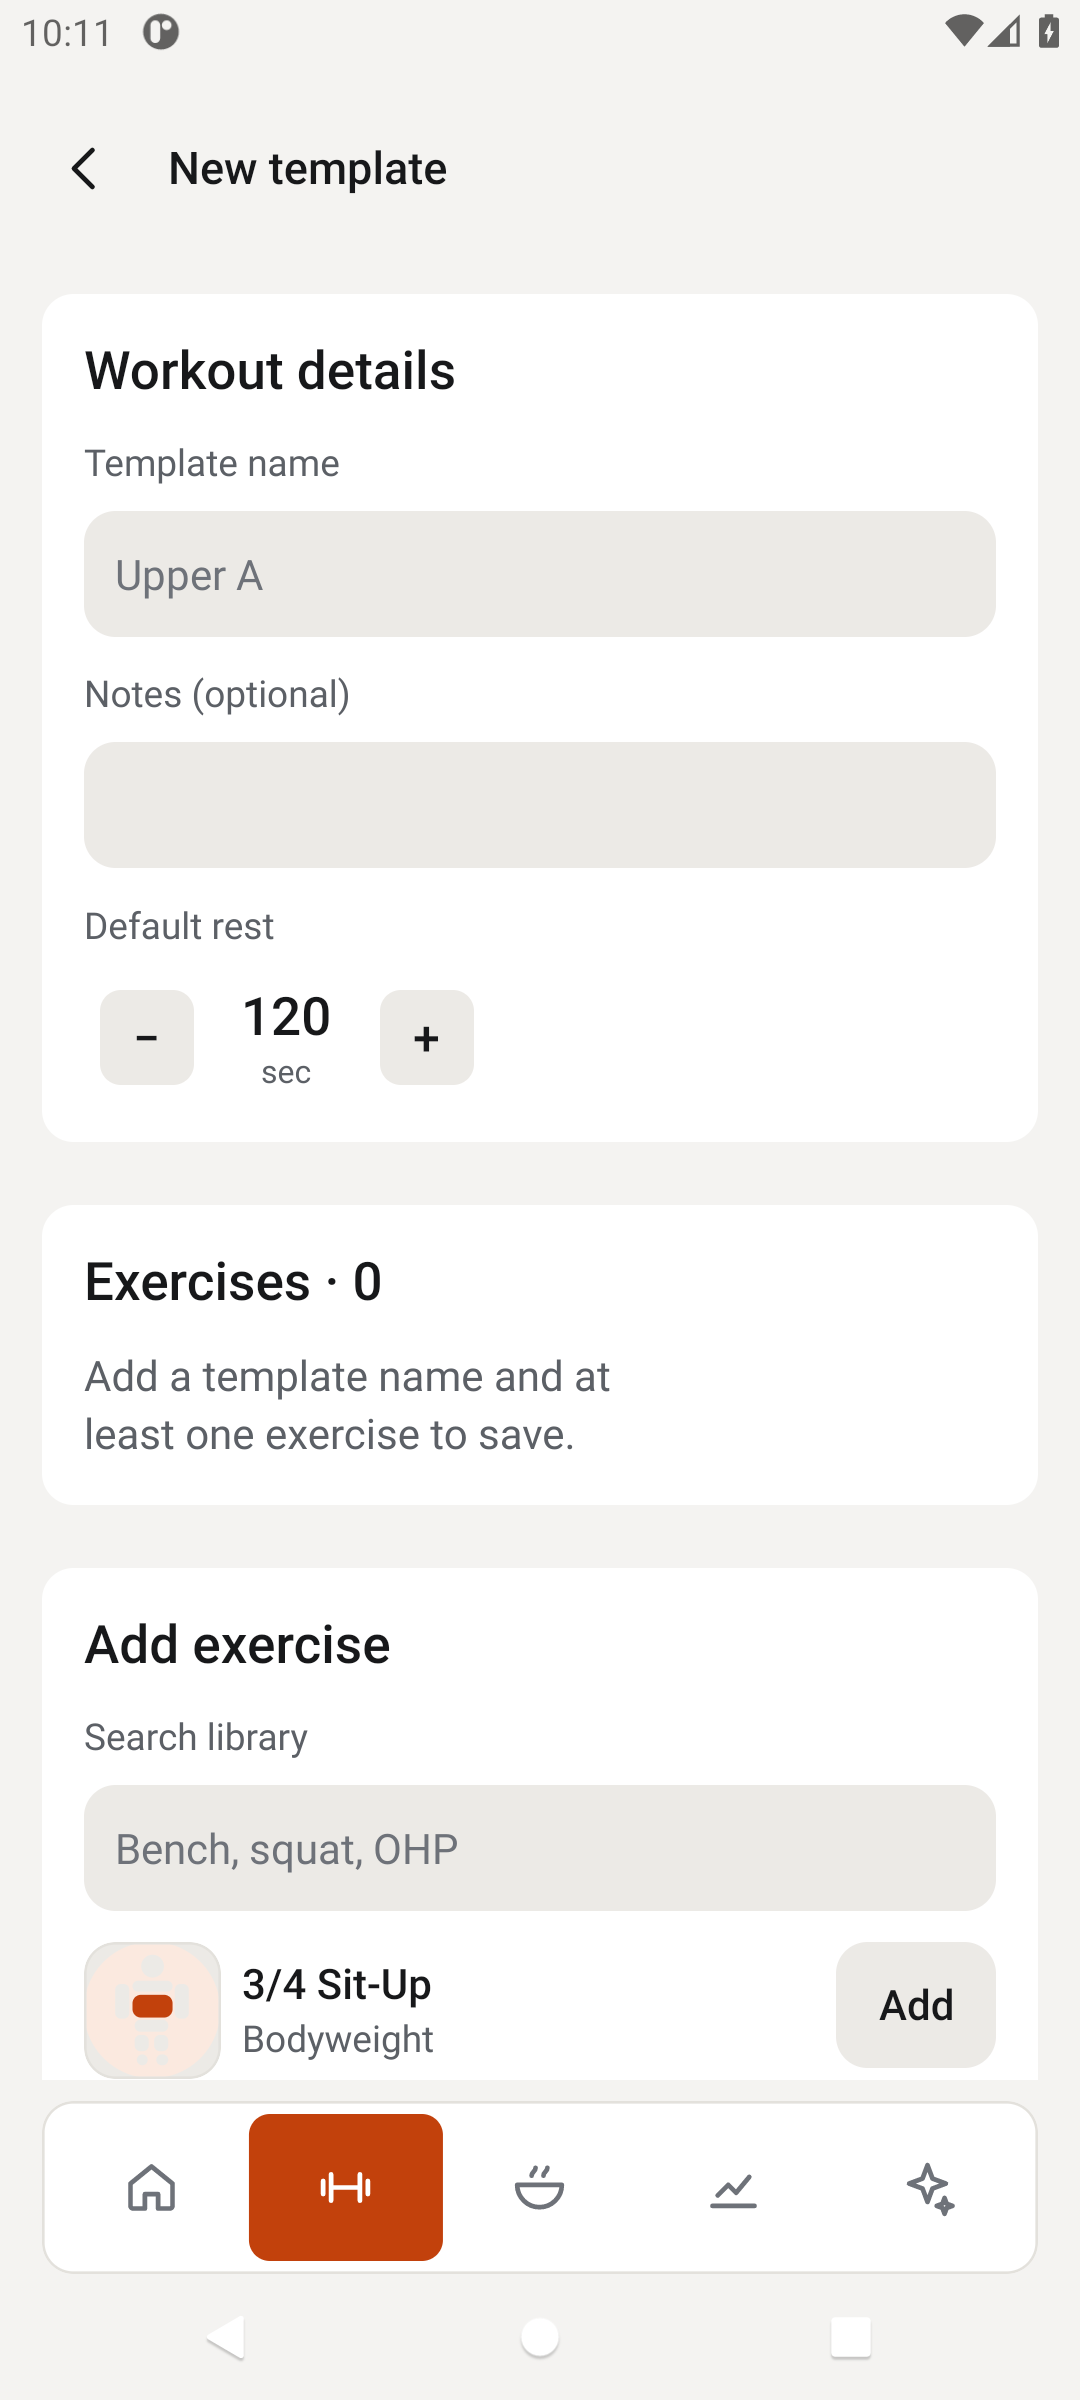 10:11
New template
Workout details
Template name
Upper A
Notes (optional)
Default rest
−
120
+
sec
Exercises · 0
Add a template name and at
least one exercise to save.
Add exercise
Search library
Bench, squat, OHP
3/4 Sit-Up
Add
Bodyweight